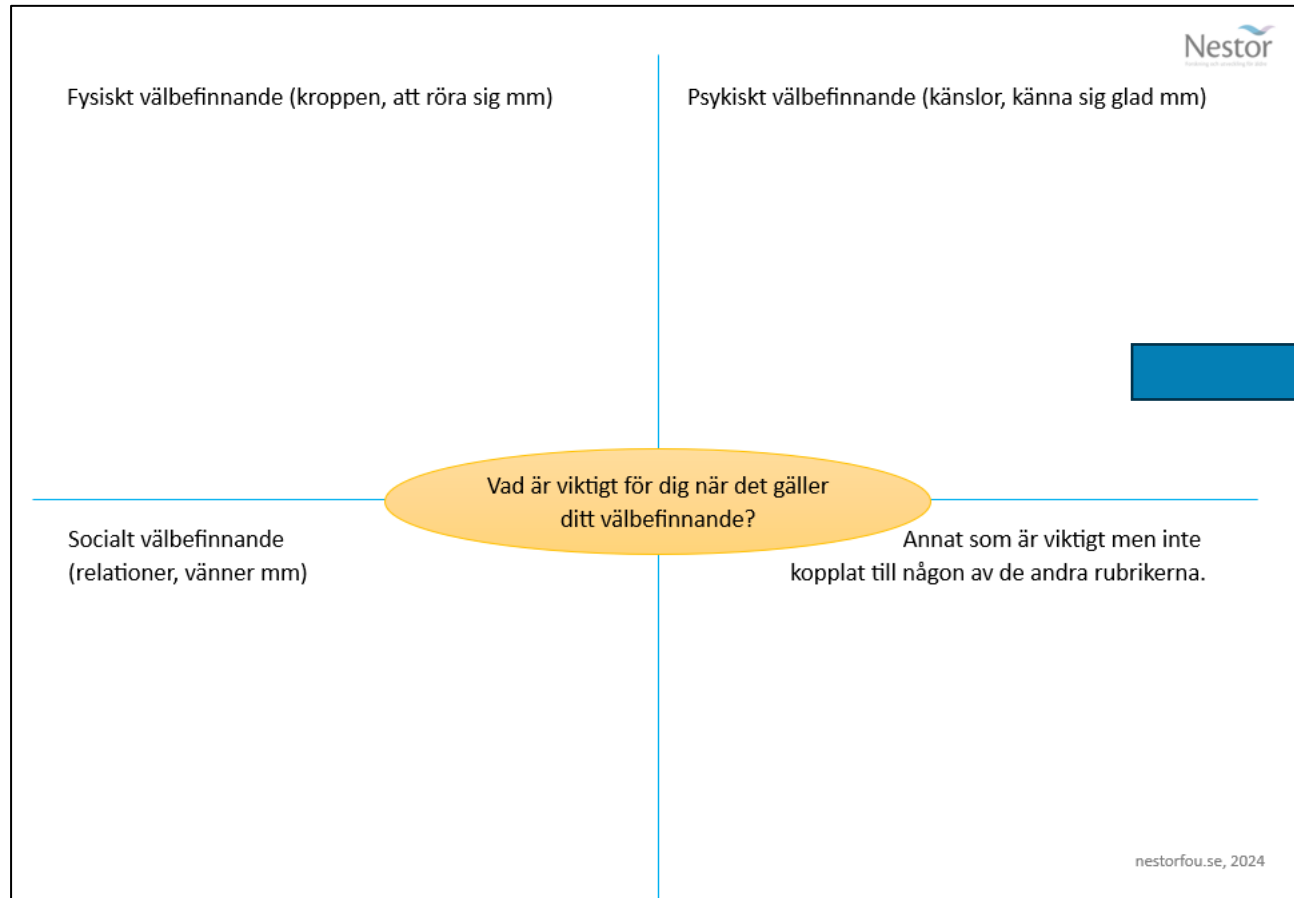 Nestor
Fysiskt välbefinnande (kroppen, att röra sig mm)
Psykiskt välbefinnande (känslor, känna sig glad mm)
Vad är viktigt för dig när det gäller
ditt välbefinnande?
Socialt välbefinnande
(relationer, vänner mm)
Annat som är viktigt men inte
kopplat till någon av de andra rubrikerna.
nestorfou.se, 2024